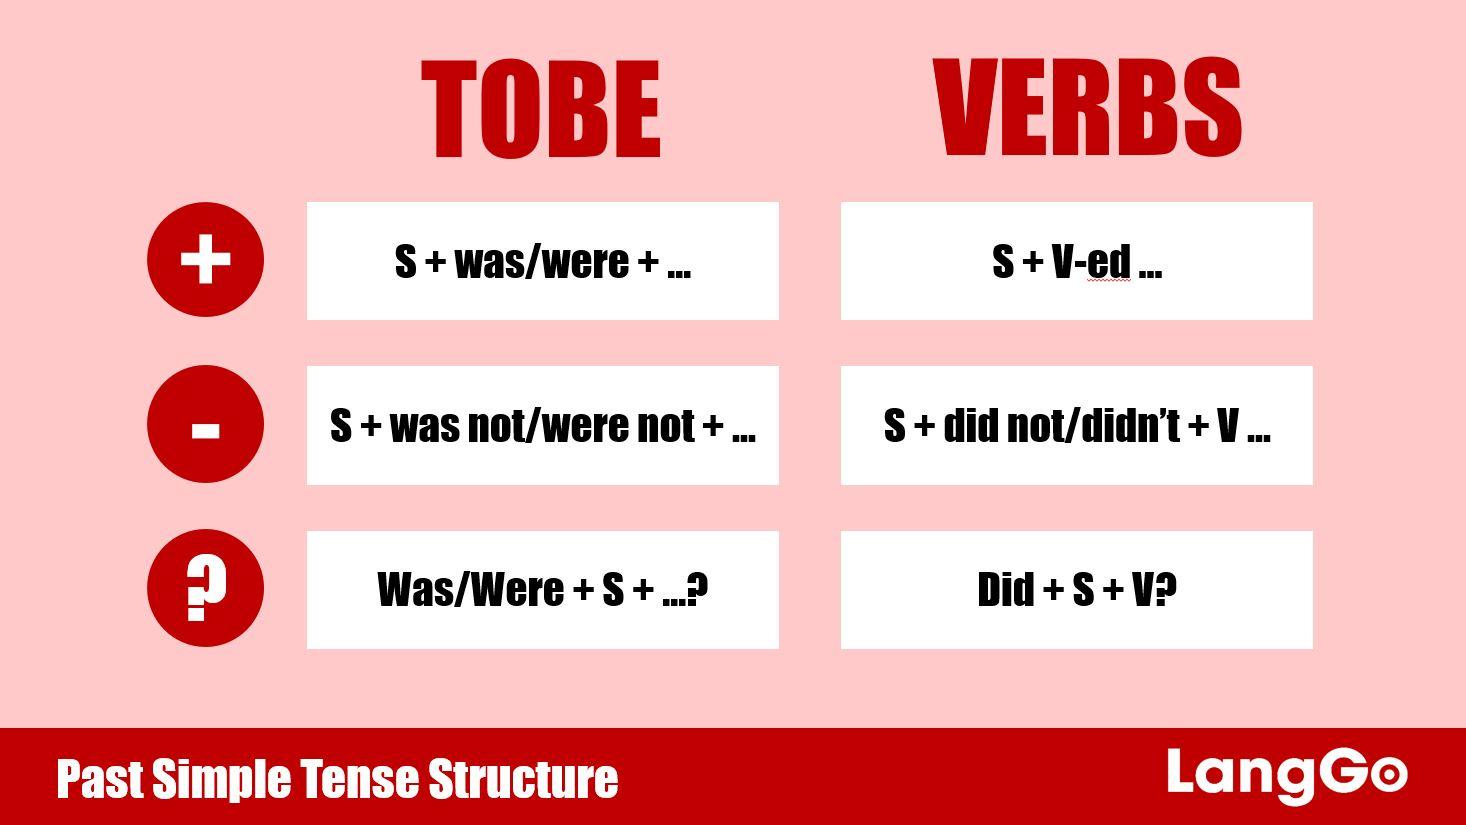 TOBE VERBS
+ S + was/were + ... S + V-ed ...
- S + was not/were not + ... S + did not/didn't + V ...
? Was/Were + S + ...? Did + S + V?
Past Simple Tense Structure LangGo